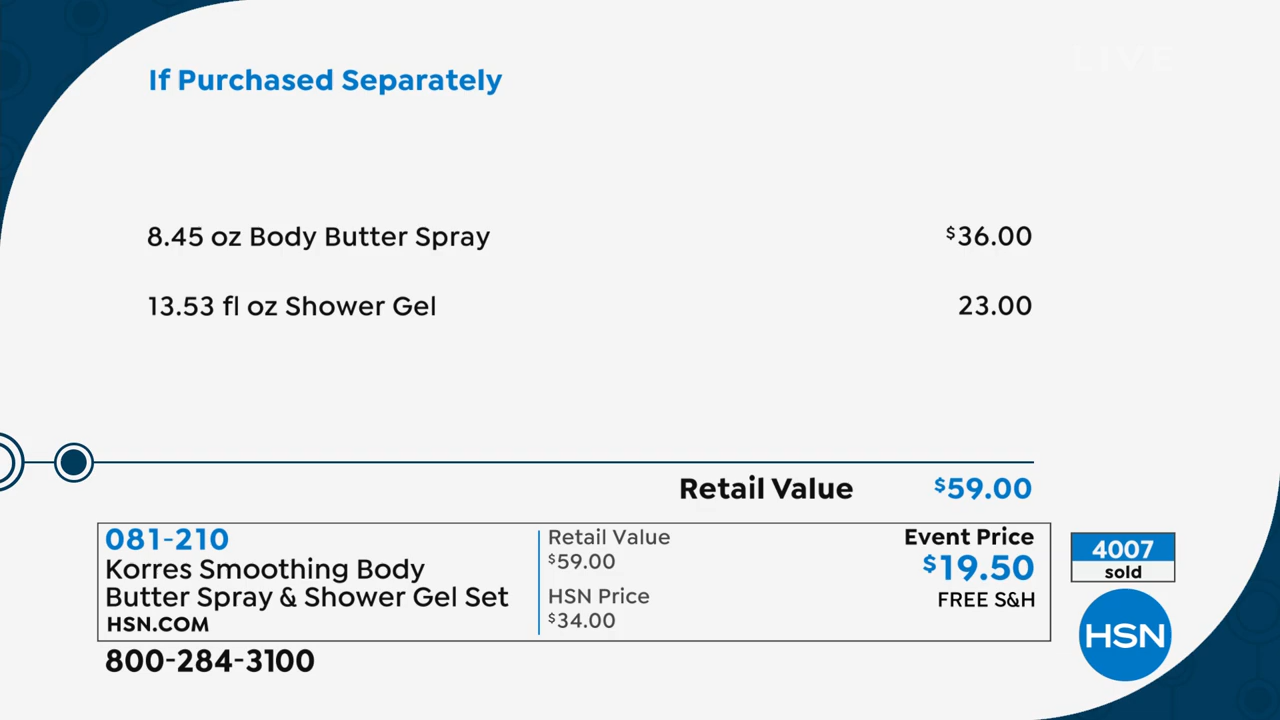 LIVE
If Purchased Separately
8.45 oz Body Butter Spray $36.00
13.53 fl oz Shower Gel 23.00
Retail Value $59.00
081-210
Korres Smoothing Body
Butter Spray & Shower Gel Set
HSN.COM
Retail Value
$59.00
HSN Price
$34.00
Event Price
$19.50
FREE S&H
4007
sold
HSN
800-284-3100